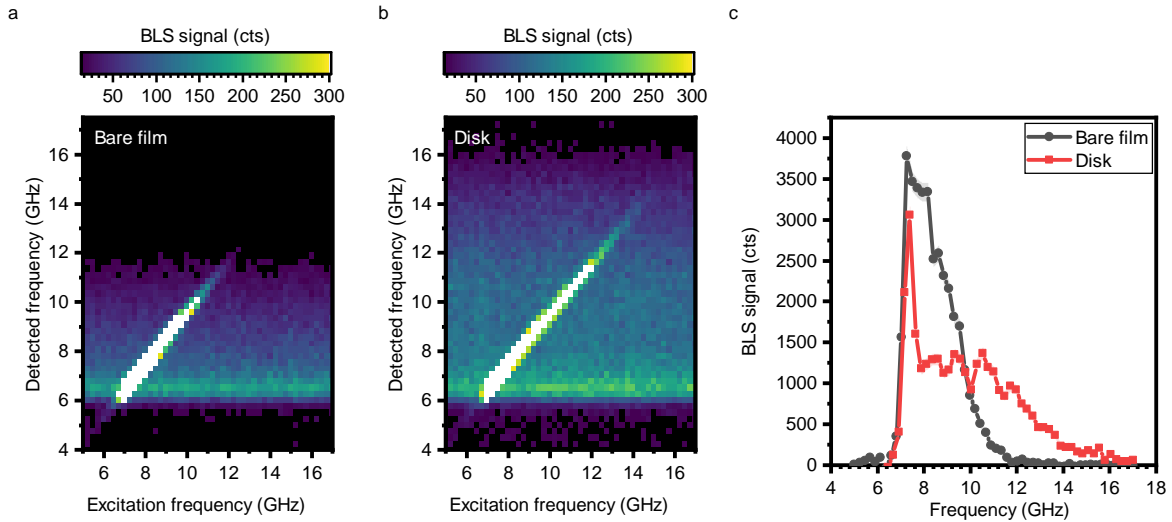 a
BLS signal (cts)
50 100 150 200 250 300
Bare film
16
14
12
10
8
6
4
Detected frequency (GHz)
6 8 10 12 14 16
Excitation frequency (GHz)
b
BLS signal (cts)
50 100 150 200 250 300
Disk
16
14
12
10
8
6
4
Detected frequency (GHz)
6 8 10 12 14 16
Excitation frequency (GHz)
c
Bare film
Disk
4000
3500
3000
2500
2000
1500
1000
500
0
BLS signal (cts)
4 6 8 10 12 14 16 18
Frequency (GHz)